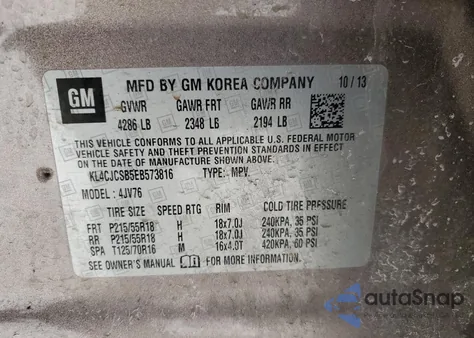 GM
MFD BY GM KOREA COMPANY 10 / 13
GVWR GAWR FRT GAWR RR
4286 LB 2348 LB 2194 LB
THIS VEHICLE CONFORMS TO ALL APPLICABLE U.S. FEDERAL MOTOR
VEHICLE SAFETY, BUMPER, AND THEFT PREVENTION STANDARDS IN
EFFECT ON THE DATE OF MANUFACTURE SHOWN ABOVE.
KL4CJCSB5EB573816 TYPE: MPV
MODEL: 4JV76
TIRE SIZE SPEED RTG RIM COLD TIRE PRESSURE
FRT P215/55R18 H 18x7.0J 240KPA, 35 PSI
RR P215/55R18 H 18x7.0J 240KPA, 35 PSI
SPA T125/70R16 M 16x4.0T 420KPA, 60 PSI
SEE OWNER'S MANUAL FOR MORE INFORMATION.
autoSnap